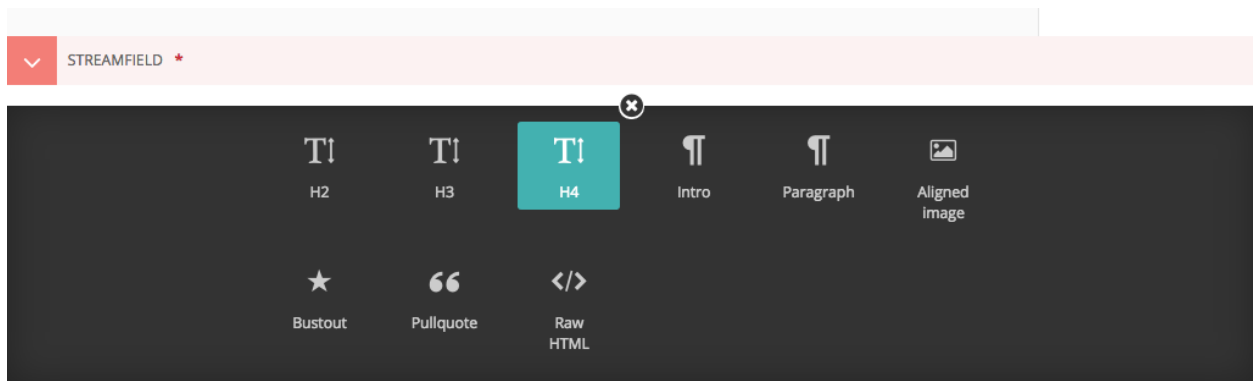 STREAMFIELD *
H2 H3 H4 Intro Paragraph Aligned
image
Bustout Pullquote Raw
HTML